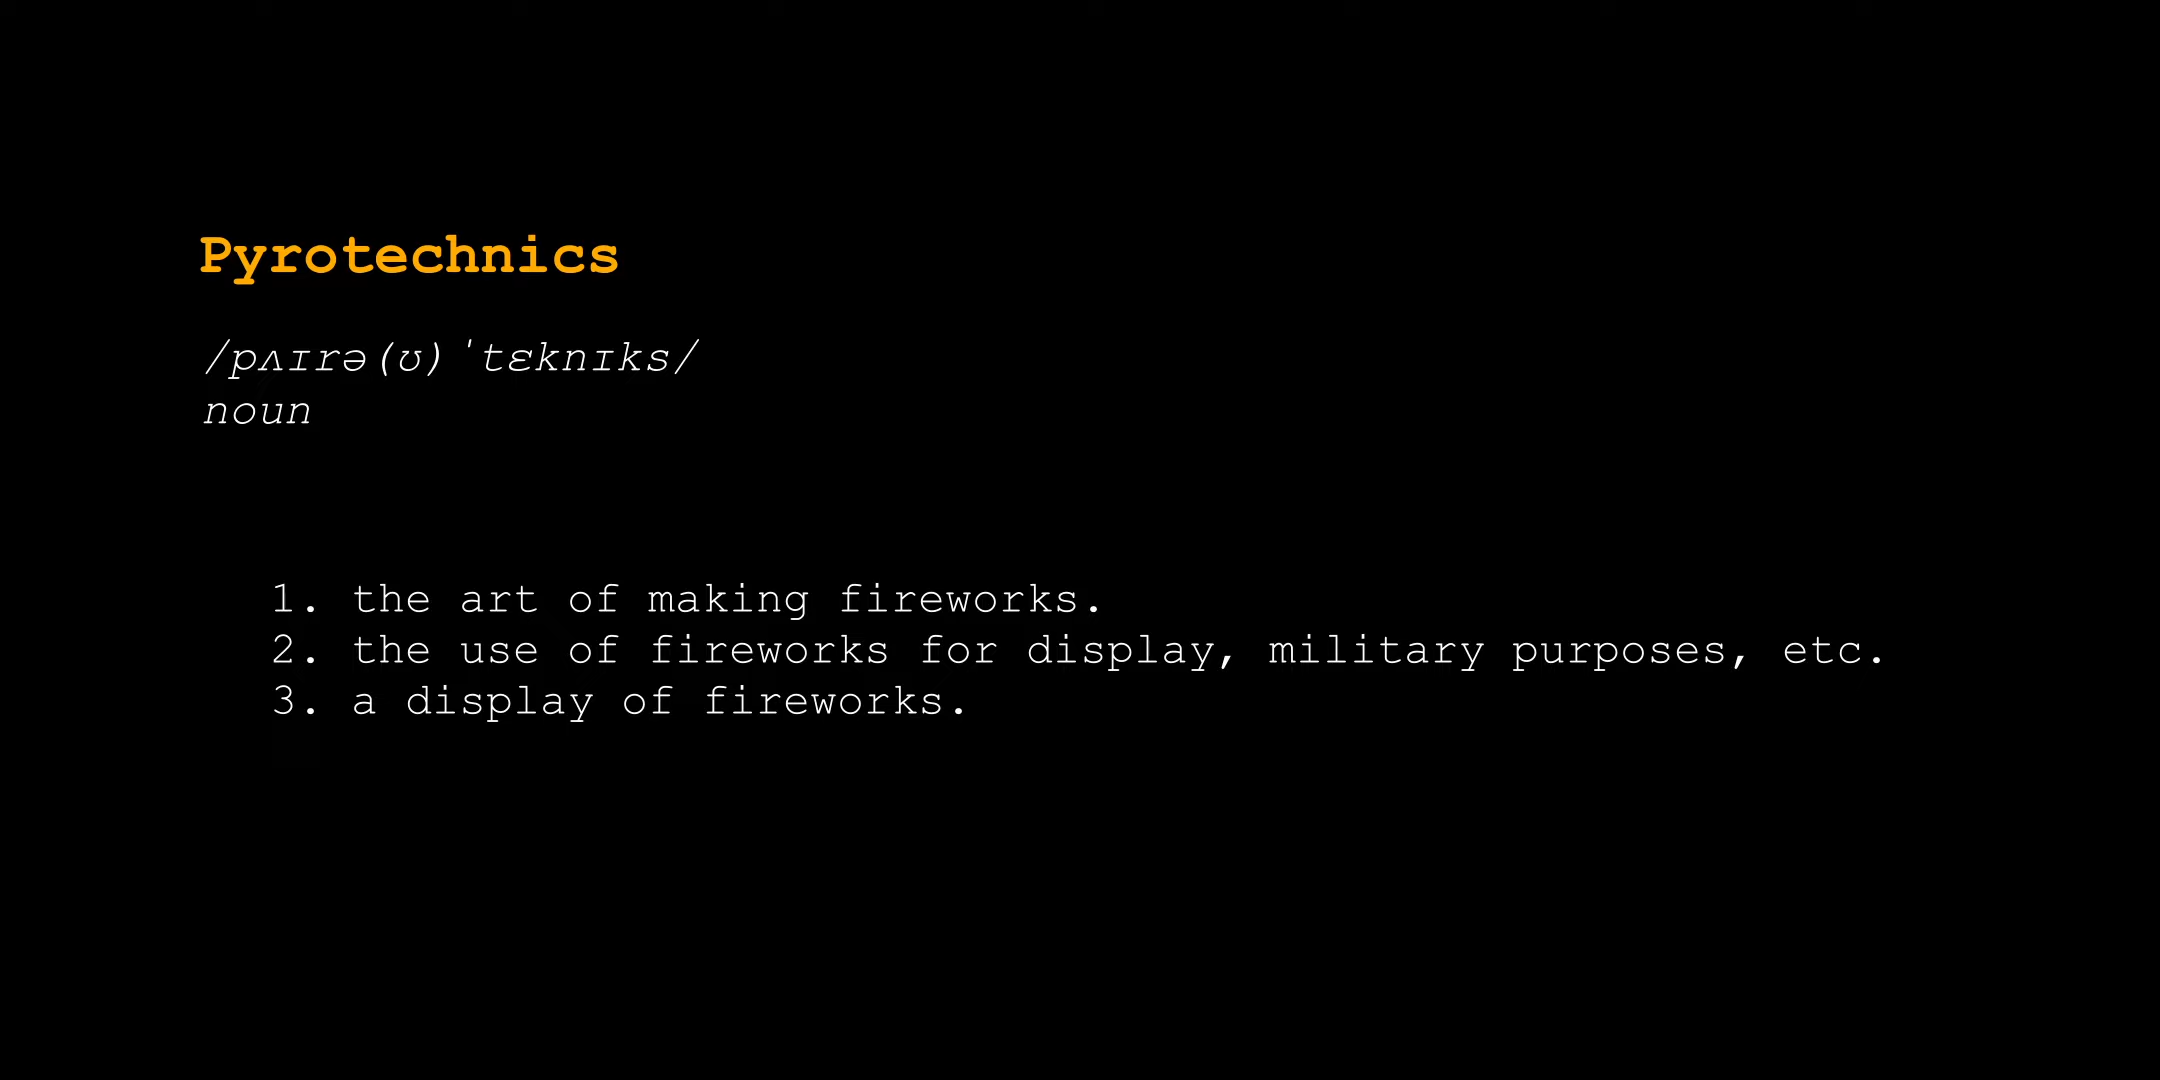 Pyrotechnics
/pʌɪrə(ʊ)ˈtɛknɪks/
noun
1. the art of making fireworks.
2. the use of fireworks for display, military purposes, etc.
3. a display of fireworks.